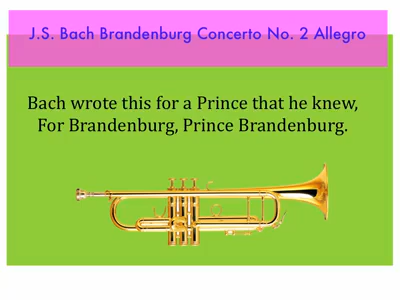 J.S. Bach Brandenburg Concerto No. 2 Allegro
Bach wrote this for a Prince that he knew,
For Brandenburg, Prince Brandenburg.